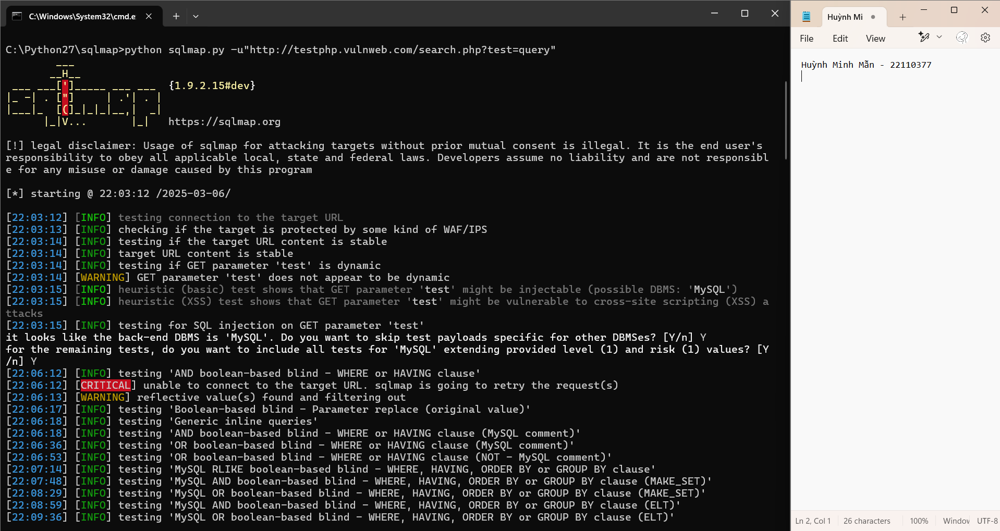 C:\Windows\System32\cmd.e
C:\Python27\sqlmap>python sqlmap.py -u"http://testphp.vulnweb.com/search.php?test=query"
        ___
       __H__
 ___ ___[']_____ ___ ___  {1.9.2.15#dev}
|_ -| . ["]     | .'| . |
|___|_  [(]_|_|_|__,|  _|
      |_|V...       |_|   https://sqlmap.org
[!] legal disclaimer: Usage of sqlmap for attacking targets without prior mutual consent is illegal. It is the end user's
responsibility to obey all applicable local, state and federal laws. Developers assume no liability and are not responsibl
e for any misuse or damage caused by this program
[*] starting @ 22:03:12 /2025-03-06/
[22:03:12] [INFO] testing connection to the target URL
[22:03:13] [INFO] checking if the target is protected by some kind of WAF/IPS
[22:03:14] [INFO] testing if the target URL content is stable
[22:03:14] [INFO] target URL content is stable
[22:03:14] [INFO] testing if GET parameter 'test' is dynamic
[22:03:14] [WARNING] GET parameter 'test' does not appear to be dynamic
[22:03:15] [INFO] heuristic (basic) test shows that GET parameter 'test' might be injectable (possible DBMS: 'MySQL')
[22:03:15] [INFO] heuristic (XSS) test shows that GET parameter 'test' might be vulnerable to cross-site scripting (XSS) a
ttacks
[22:03:15] [INFO] testing for SQL injection on GET parameter 'test'
it looks like the back-end DBMS is 'MySQL'. Do you want to skip test payloads specific for other DBMSes? [Y/n] Y
for the remaining tests, do you want to include all tests for 'MySQL' extending provided level (1) and risk (1) values? [Y
/n] Y
[22:06:12] [INFO] testing 'AND boolean-based blind - WHERE or HAVING clause'
[22:06:12] [CRITICAL] unable to connect to the target URL. sqlmap is going to retry the request(s)
[22:06:13] [WARNING] reflective value(s) found and filtering out
[22:06:17] [INFO] testing 'Boolean-based blind - Parameter replace (original value)'
[22:06:18] [INFO] testing 'Generic inline queries'
[22:06:18] [INFO] testing 'AND boolean-based blind - WHERE or HAVING clause (MySQL comment)'
[22:06:36] [INFO] testing 'OR boolean-based blind - WHERE or HAVING clause (MySQL comment)'
[22:06:53] [INFO] testing 'OR boolean-based blind - WHERE or HAVING clause (NOT - MySQL comment)'
[22:07:14] [INFO] testing 'MySQL RLIKE boolean-based blind - WHERE, HAVING, ORDER BY or GROUP BY clause'
[22:07:48] [INFO] testing 'MySQL AND boolean-based blind - WHERE, HAVING, ORDER BY or GROUP BY clause (MAKE_SET)'
[22:08:29] [INFO] testing 'MySQL OR boolean-based blind - WHERE, HAVING, ORDER BY or GROUP BY clause (MAKE_SET)'
[22:08:59] [INFO] testing 'MySQL AND boolean-based blind - WHERE, HAVING, ORDER BY or GROUP BY clause (ELT)'
[22:09:36] [INFO] testing 'MySQL OR boolean-based blind - WHERE, HAVING, ORDER BY or GROUP BY clause (ELT)'
Huỳnh Mi
File Edit View
Huỳnh Minh Mẫn - 22110377
Ln 2, Col 1 26 characters 100% Window UTF-8